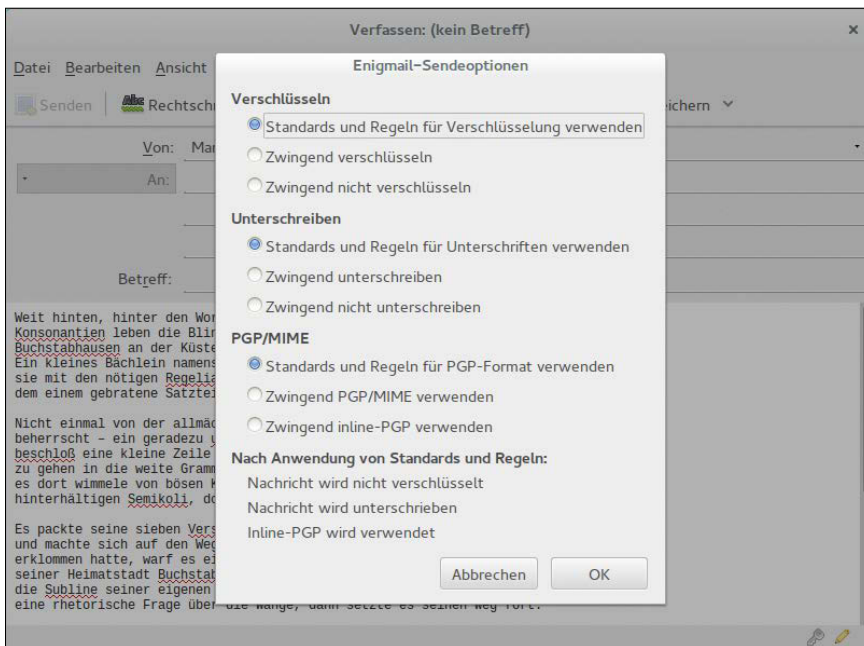 Verfassen: (kein Betreff)
×
Datei Bearbeiten Ansicht
Enigmail-Sendeoptionen
Senden Abc Rechtsch
ichern
Von: Mar
An:
Betreff:
Verschlüsseln
Standards und Regeln für Verschlüsselung verwenden
Zwingend verschlüsseln
Zwingend nicht verschlüsseln
Unterschreiben
Standards und Regeln für Unterschriften verwenden
Zwingend unterschreiben
Zwingend nicht unterschreiben
PGP/MIME
Standards und Regeln für PGP-Format verwenden
Zwingend PGP/MIME verwenden
Zwingend inline-PGP verwenden
Nach Anwendung von Standards und Regeln:
Nachricht wird nicht verschlüsselt
Nachricht wird unterschrieben
Inline-PGP wird verwendet
Abbrechen OK
Weit hinten, hinter den Wor
Konsonantien leben die Blin
Buchstabhausen an der Küste
Ein kleines Bächlein namens
sie mit den nötigen Regelia
dem einem gebratene Satztei
Nicht einmal von der allmäc
beherrscht – ein geradezu u
beschloß eine kleine Zeile
zu gehen in die weite Gramm
es dort wimmele von bösen K
hinterhältigen Semikoli, do
Es packte seine sieben Vers
und machte sich auf den Weg
erklommen hatte, warf es ei
seiner Heimatstadt Buchstab
die Subline seiner eigenen
eine rhetorische Frage über die Wange, dann setzte es seinen Weg fort.